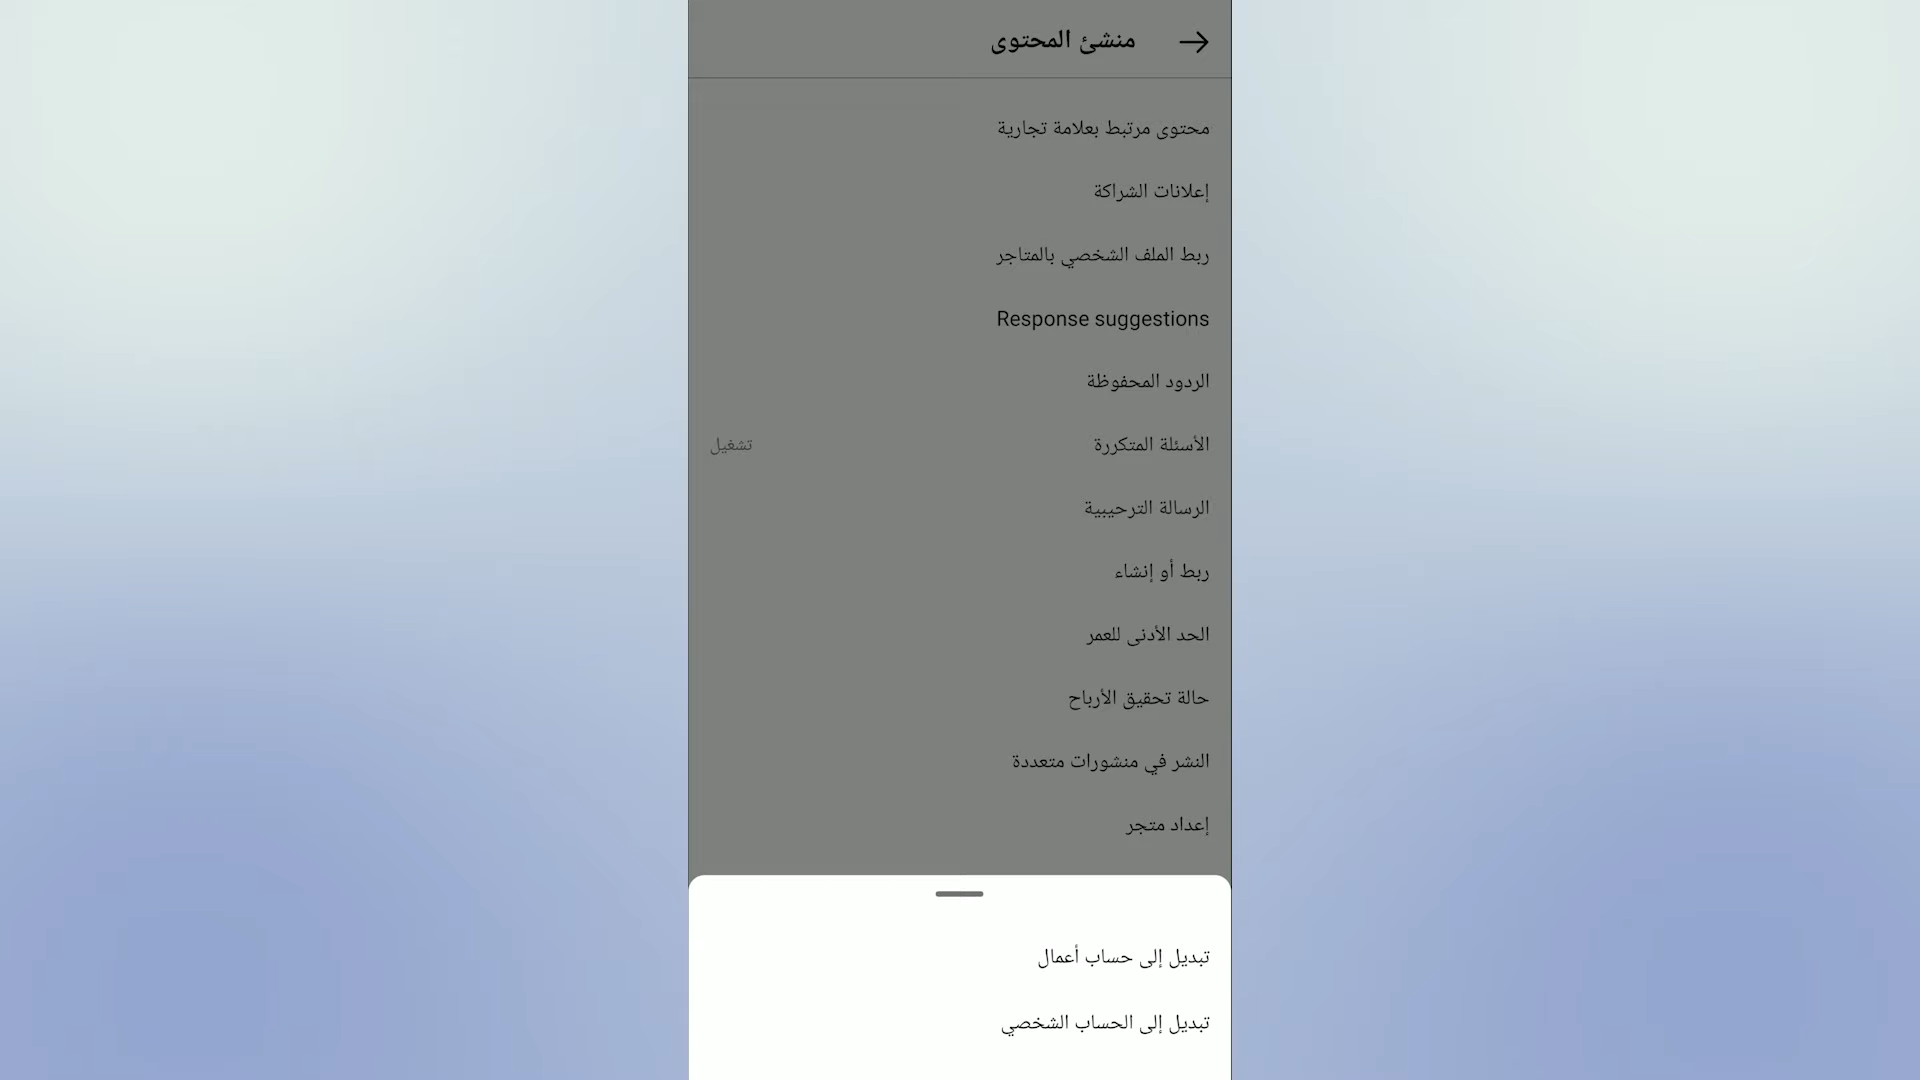 منشئ المحتوى
محتوى مرتبط بعلامة تجارية
إعلانات الشراكة
ربط الملف الشخصي بالمتاجر
Response suggestions
الردود المحفوظة
الأسئلة المتكررة تشغيل
الرسالة الترحيبية
ربط أو إنشاء
الحد الأدنى للعمر
حالة تحقيق الأرباح
النشر في منشورات متعددة
إعداد متجر
تبديل إلى حساب أعمال
تبديل إلى الحساب الشخصي